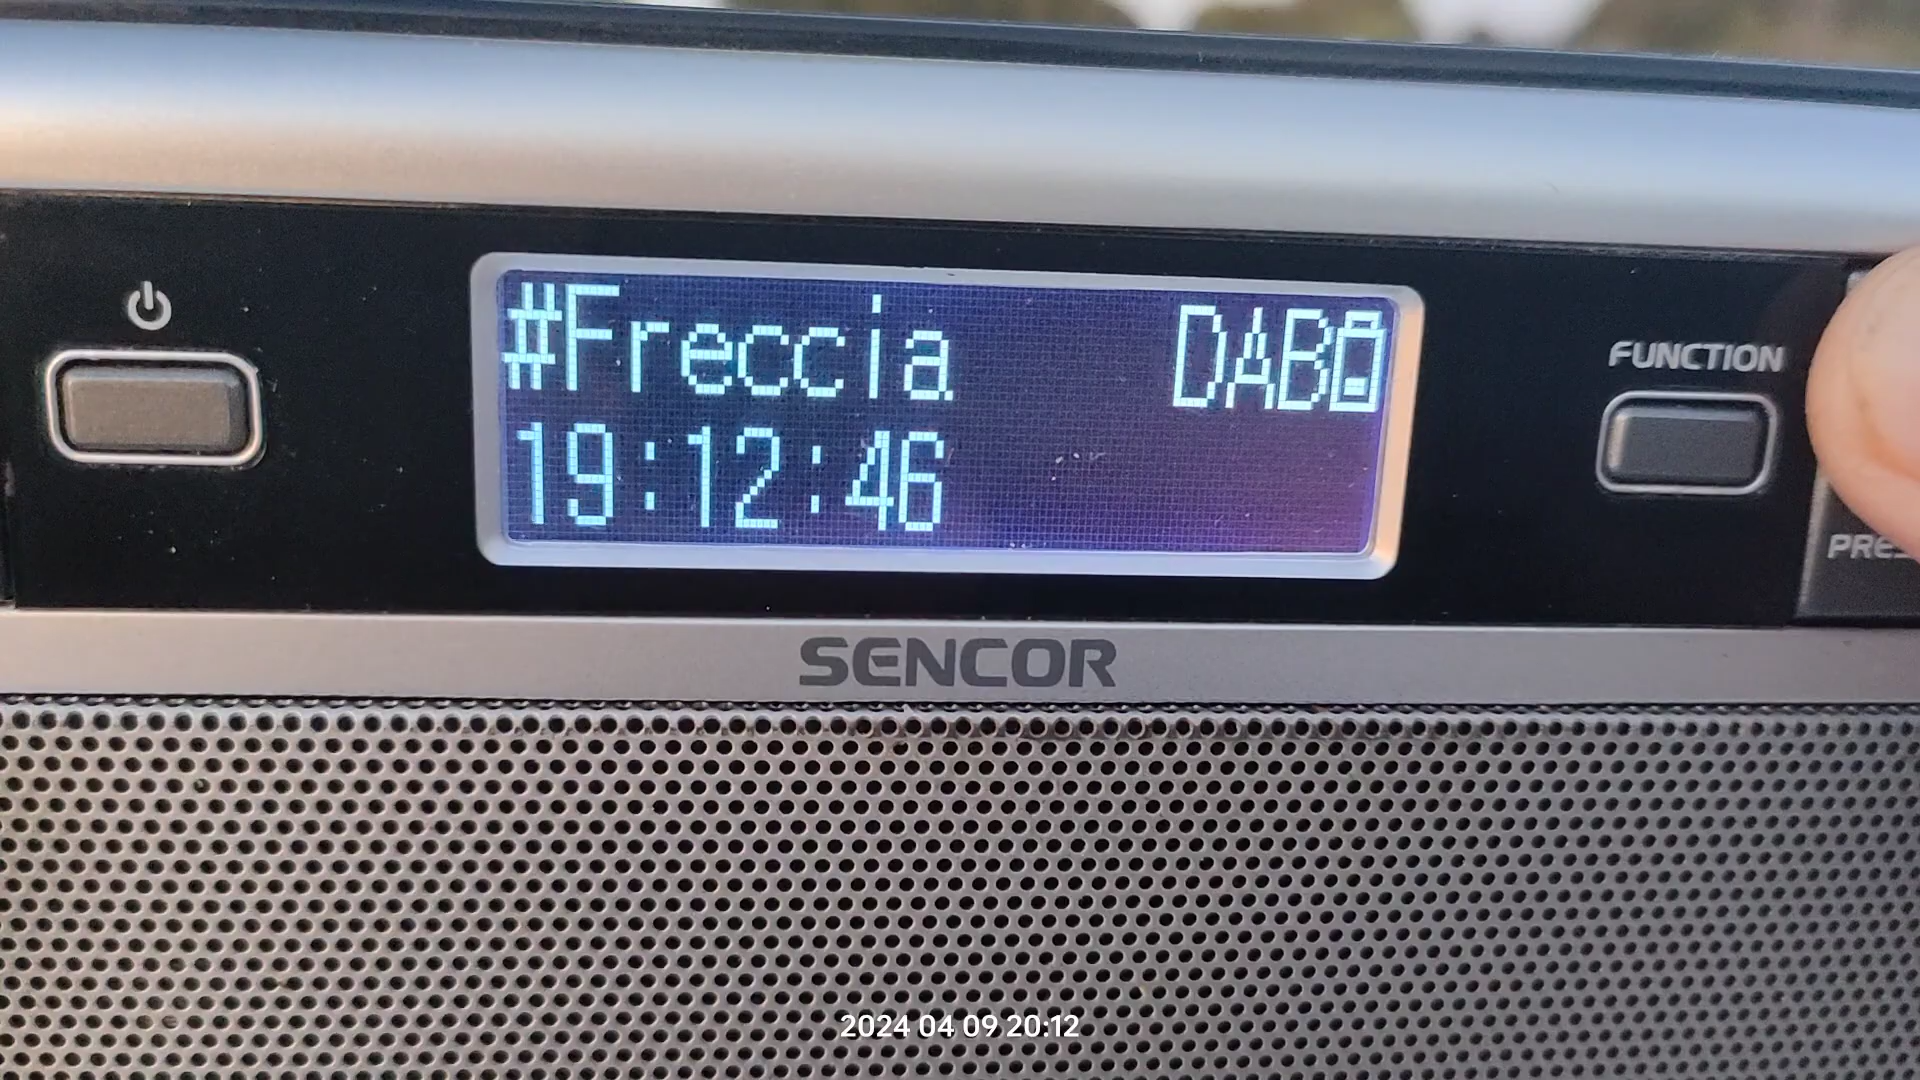 #Freccia DAB
19:12:46
FUNCTION
SENCOR
2024 04 09 20:12